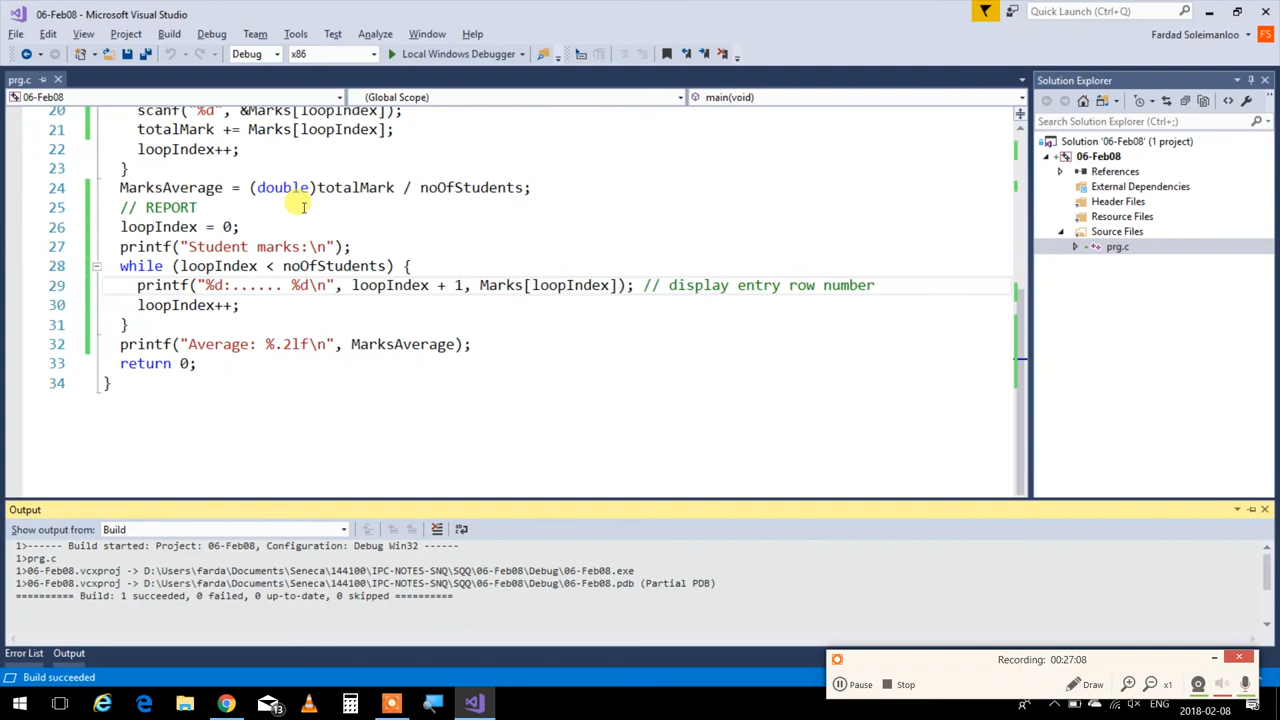 06-Feb08 - Microsoft Visual Studio
Quick Launch (Ctrl+Q)
File Edit View Project Build Debug Team Tools Test Analyze Window Help
Fardad Soleimanloo FS
Debug x86 Local Windows Debugger
prg.c
Solution Explorer
06-Feb08 (Global Scope) main(void)
20 scanf("%d", &Marks[loopIndex]);
21 totalMark += Marks[loopIndex];
22 loopIndex++;
23 }
24 MarksAverage = (double)totalMark / noOfStudents;
25 // REPORT
26 loopIndex = 0;
27 printf("Student marks:\n");
28 while (loopIndex < noOfStudents) {
29 printf("%d:...... %d\n", loopIndex + 1, Marks[loopIndex]); // display entry row number
30 loopIndex++;
31 }
32 printf("Average: %.2lf\n", MarksAverage);
33 return 0;
34 }
Search Solution Explorer (Ctrl+;)
Solution '06-Feb08' (1 project)
06-Feb08
References
External Dependencies
Header Files
Resource Files
Source Files
prg.c
Output
Show output from: Build
1>------ Build started: Project: 06-Feb08, Configuration: Debug Win32 ------
1>prg.c
1>06-Feb08.vcxproj -> D:\Users\farda\Documents\Seneca\144100\IPC-NOTES-SNQ\SQQ\06-Feb08\Debug\06-Feb08.exe
1>06-Feb08.vcxproj -> D:\Users\farda\Documents\Seneca\144100\IPC-NOTES-SNQ\SQQ\06-Feb08\Debug\06-Feb08.pdb (Partial PDB)
========== Build: 1 succeeded, 0 failed, 0 up-to-date, 0 skipped ==========
Error List Output
Build succeeded
Recording: 00:27:08
Pause Stop Draw x1
13
ENG
2018-02-08